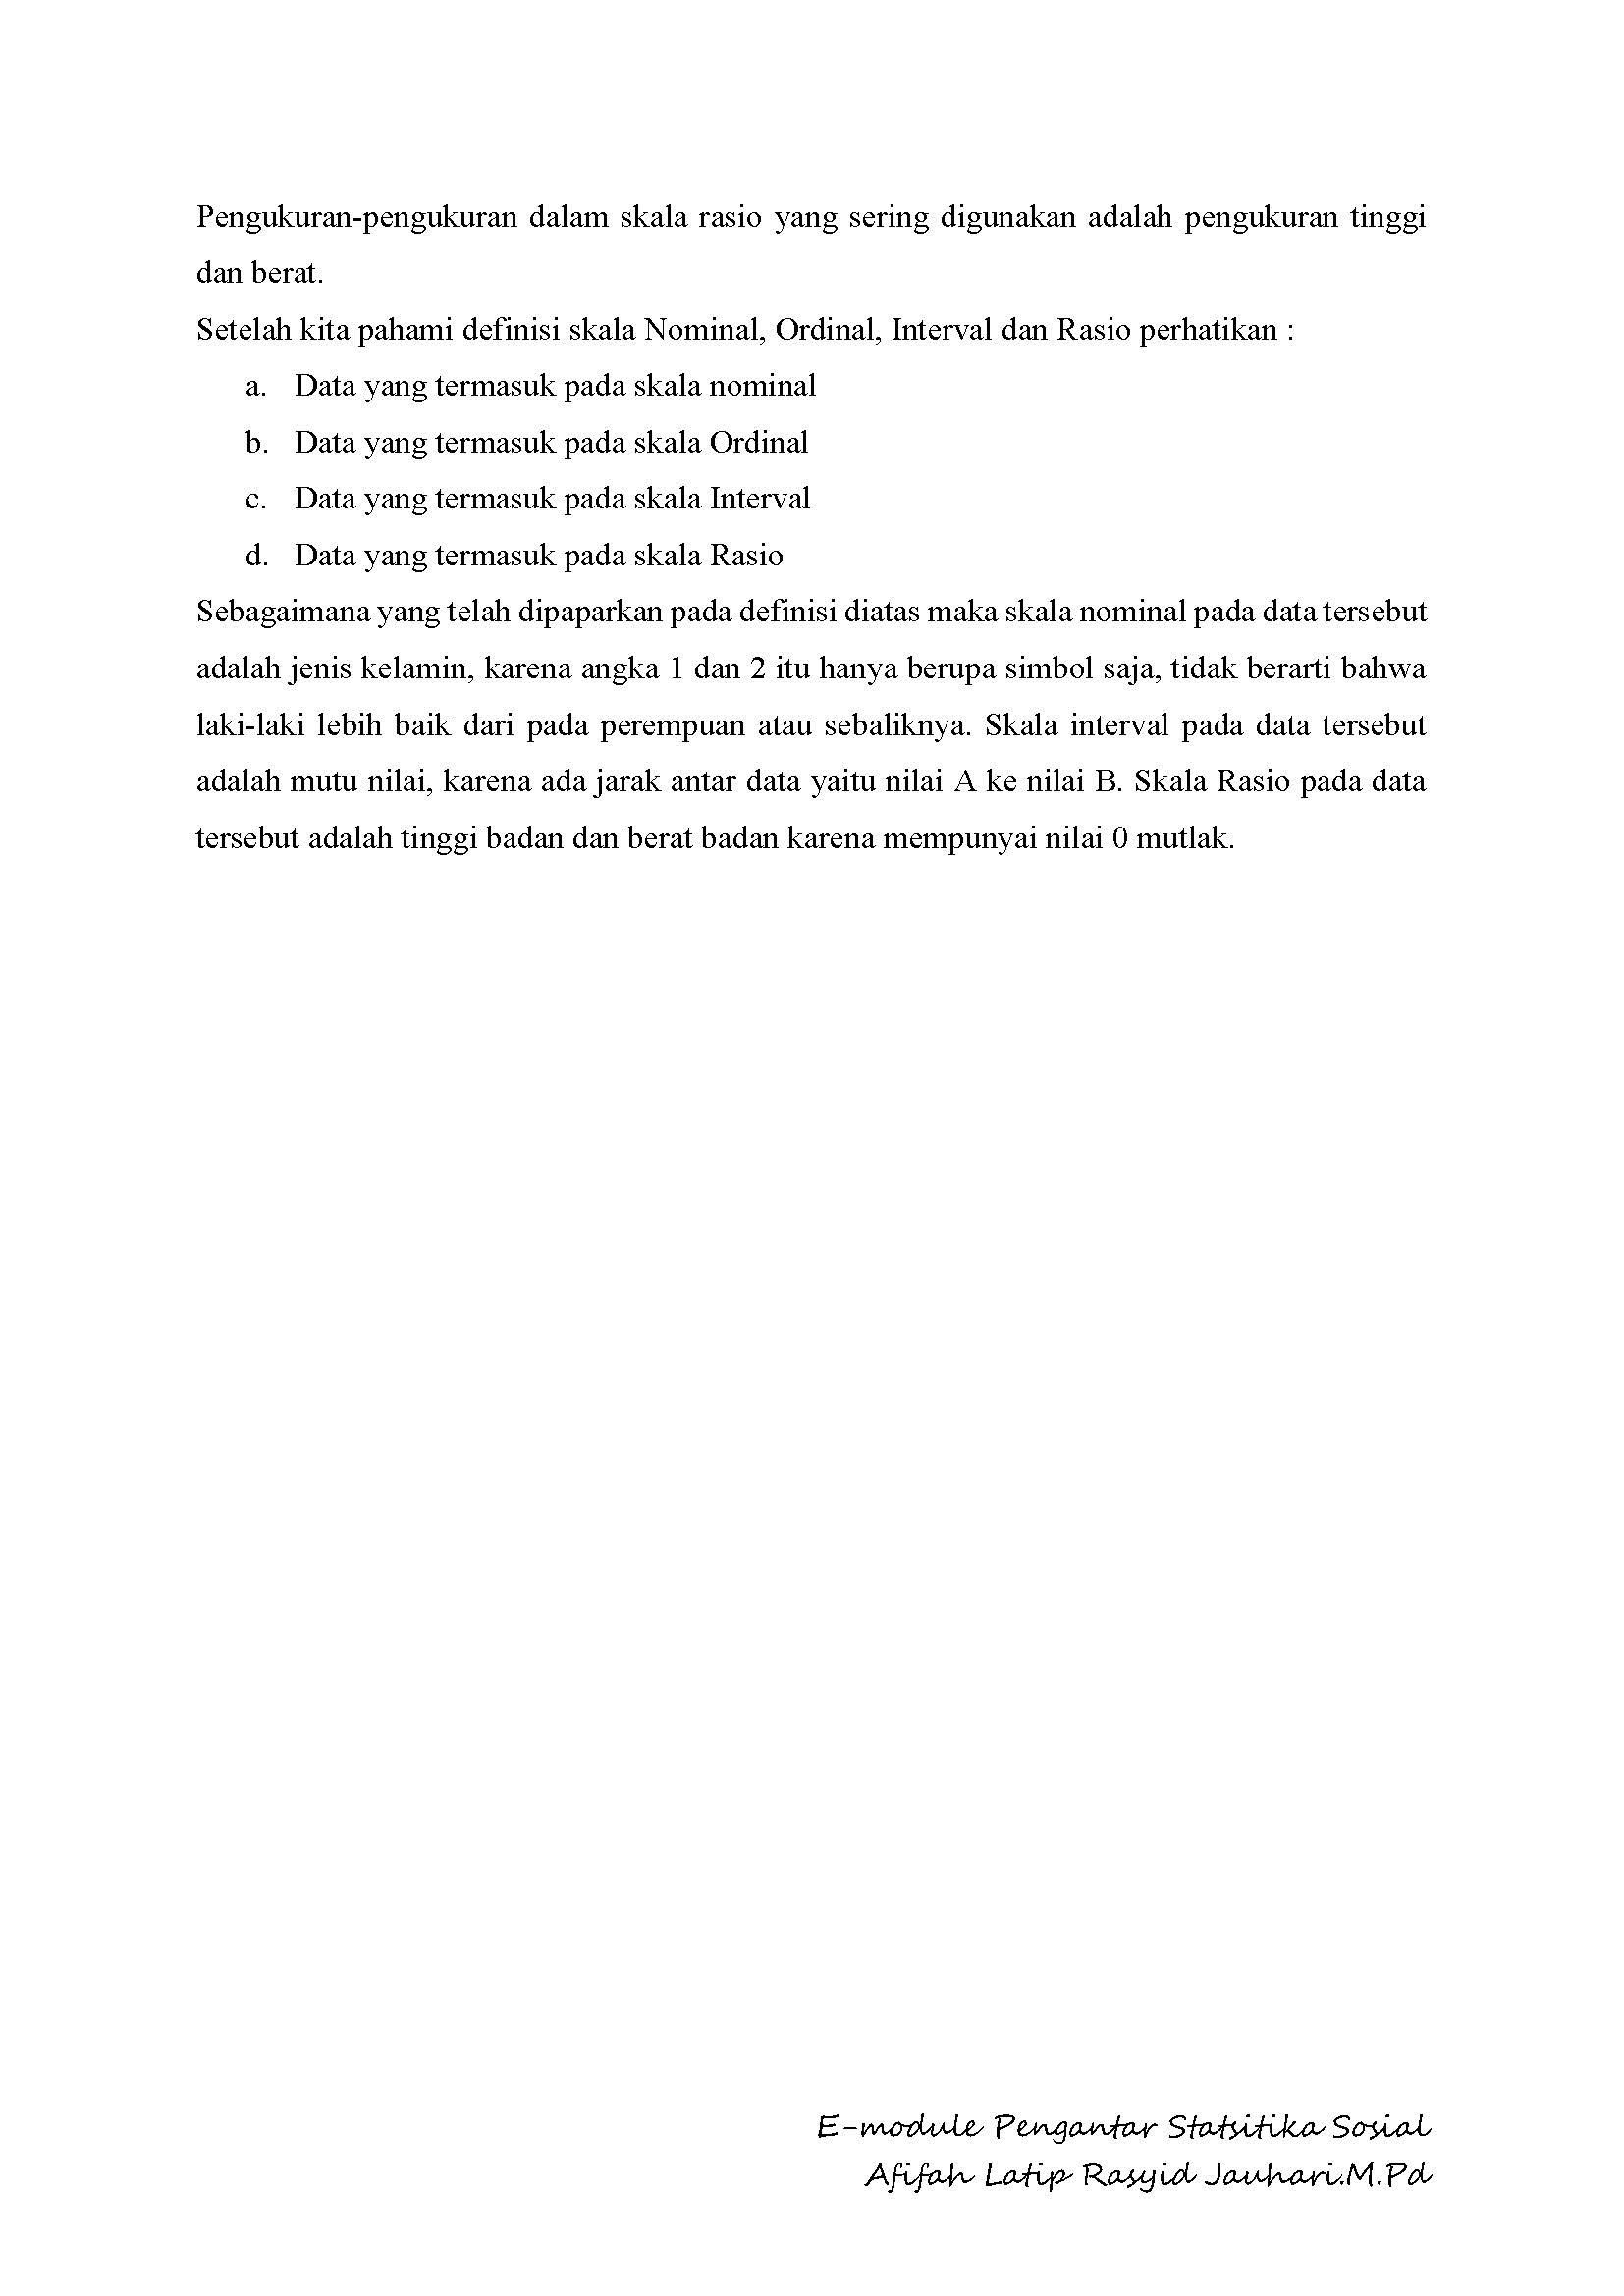 Pengukuran-pengukuran dalam skala rasio yang sering digunakan adalah pengukuran tinggi
dan berat.
Setelah kita pahami definisi skala Nominal, Ordinal, Interval dan Rasio perhatikan :
a. Data yang termasuk pada skala nominal
b. Data yang termasuk pada skala Ordinal
c. Data yang termasuk pada skala Interval
d. Data yang termasuk pada skala Rasio
Sebagaimana yang telah dipaparkan pada definisi diatas maka skala nominal pada data tersebut
adalah jenis kelamin, karena angka 1 dan 2 itu hanya berupa simbol saja, tidak berarti bahwa
laki-laki lebih baik dari pada perempuan atau sebaliknya. Skala interval pada data tersebut
adalah mutu nilai, karena ada jarak antar data yaitu nilai A ke nilai B. Skala Rasio pada data
tersebut adalah tinggi badan dan berat badan karena mempunyai nilai 0 mutlak.
E-module Pengantar Statsitika Sosial
Afifah Latip Rasyid Jauhari.M.Pd